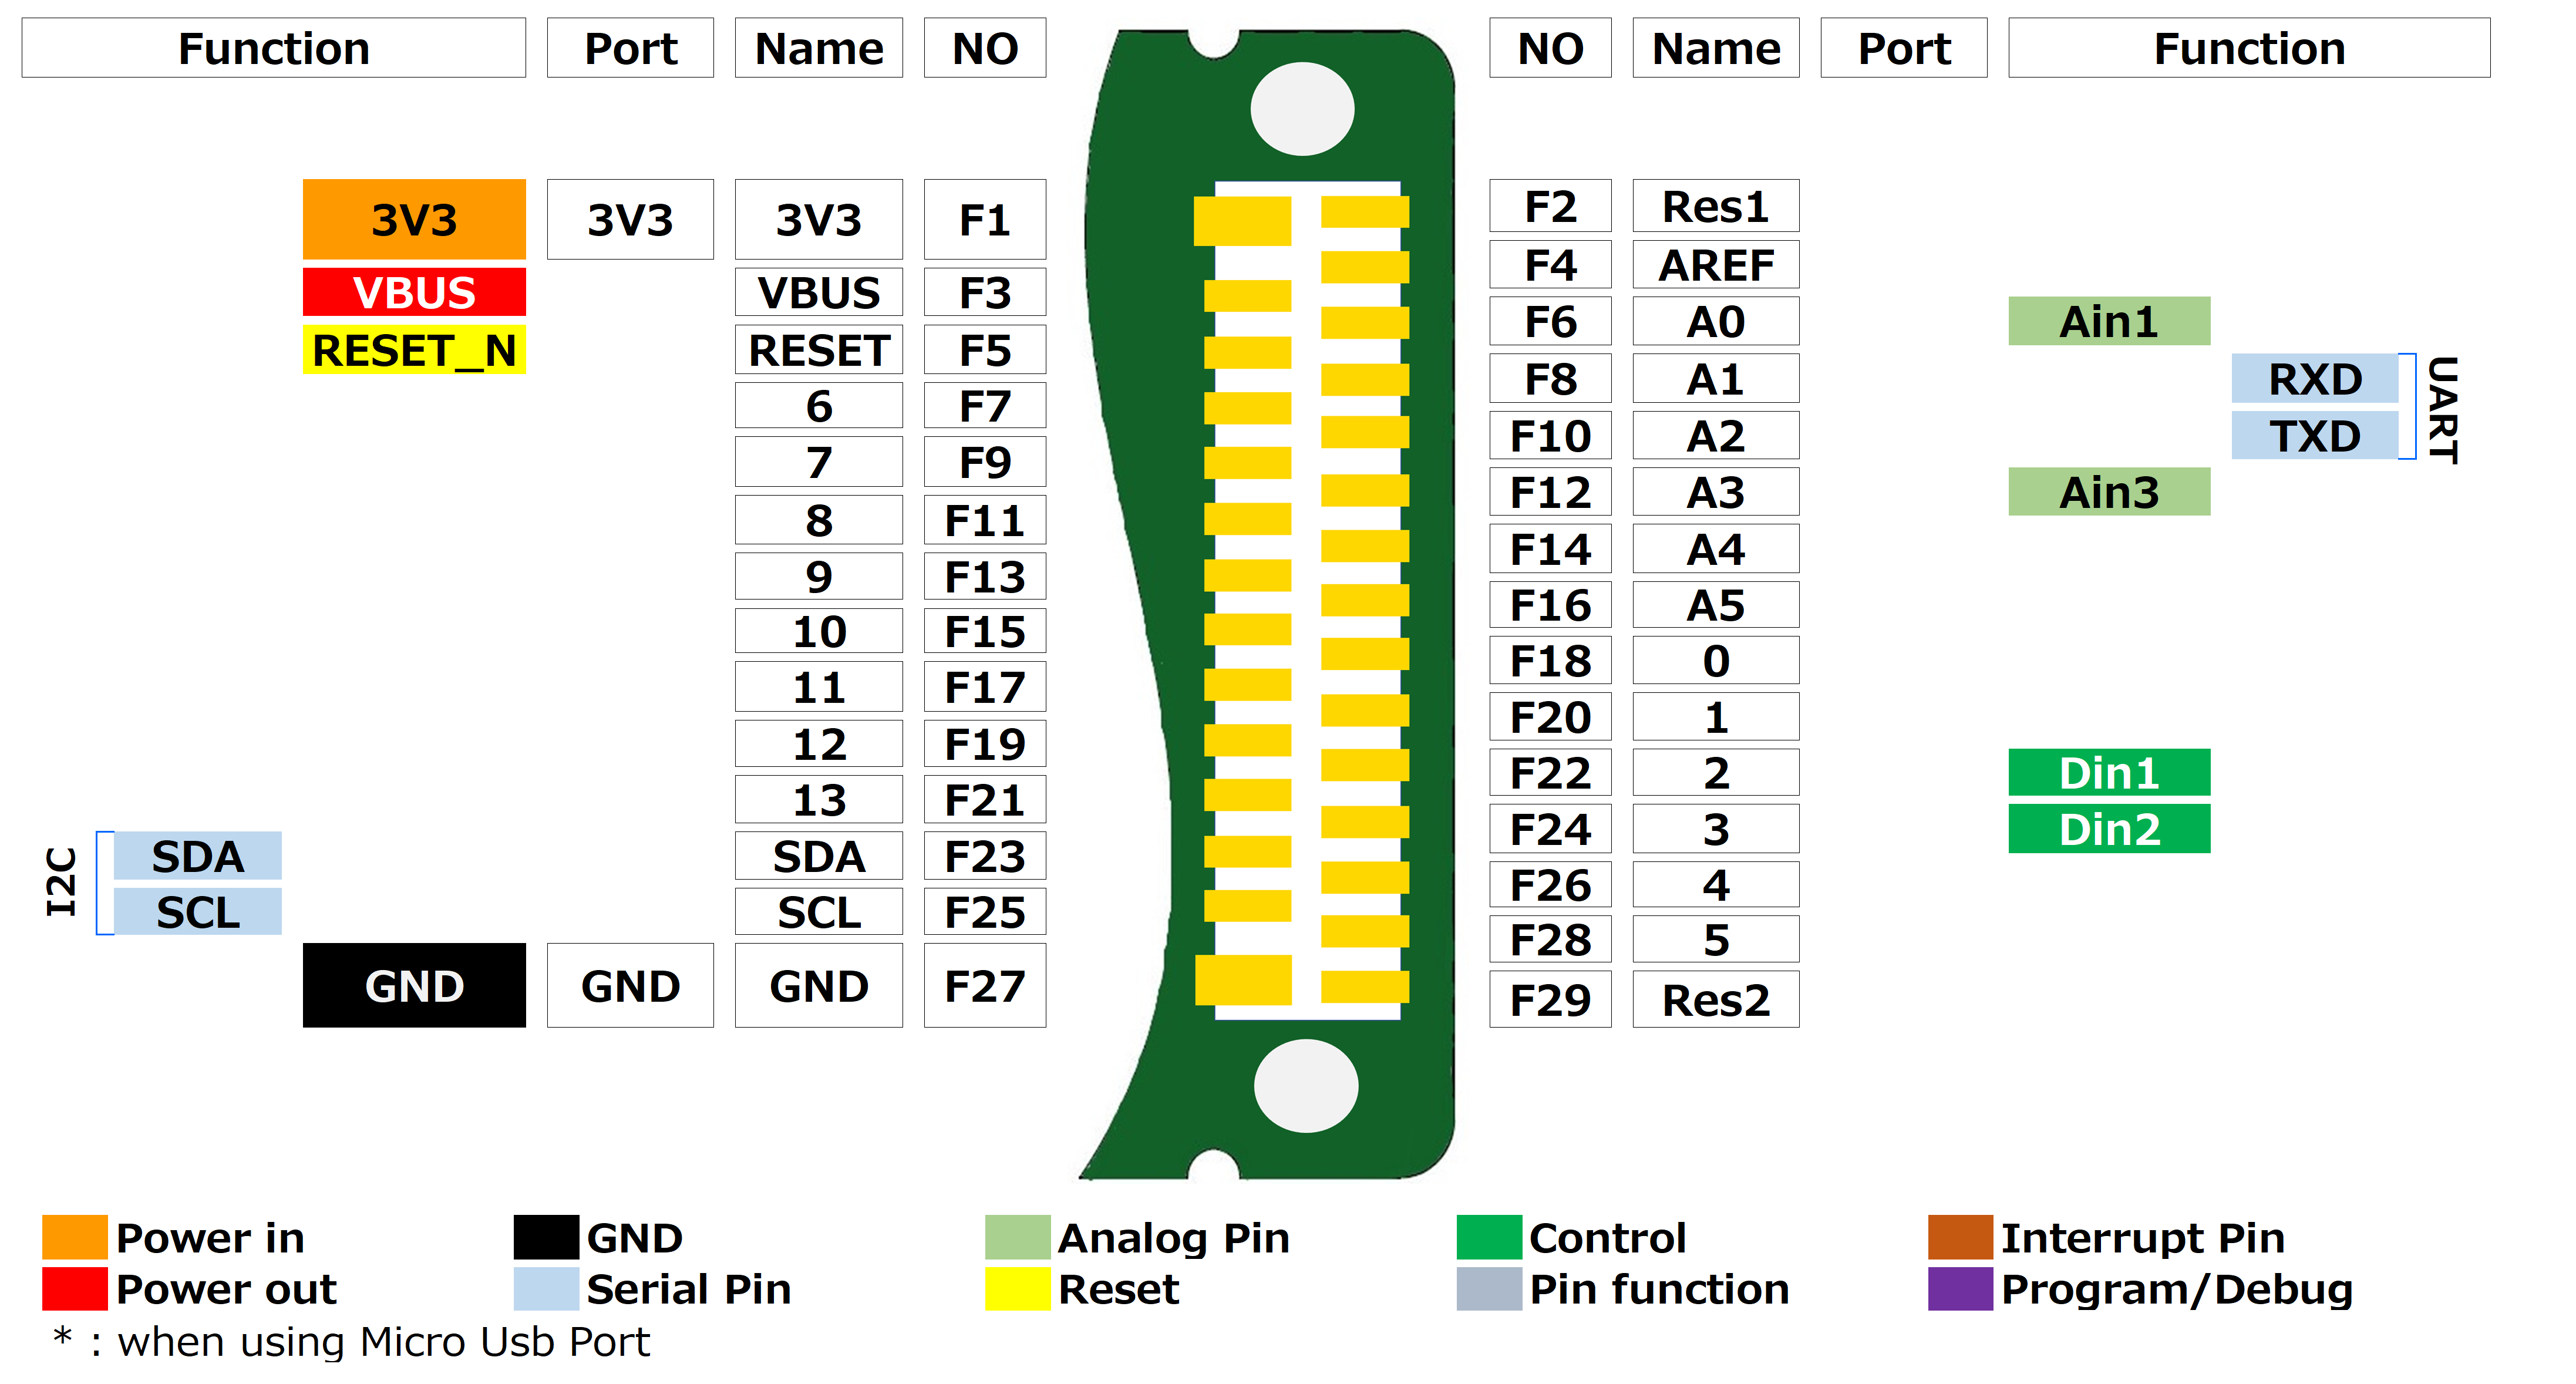 Function Port Name NO NO Name Port Function
3V3 3V3 3V3 F1 F2 Res1
F4 AREF
VBUS VBUS F3
F6 A0 Ain1
RESET_N RESET F5
F8 A1 RXD
6 F7
F10 A2 TXD
UART
7 F9
F12 A3 Ain3
8 F11
F14 A4
9 F13
F16 A5
10 F15
F18 0
11 F17
F20 1
12 F19
F22 2 Din1
13 F21
F24 3 Din2
I2C
SDA SDA F23
F26 4
SCL SCL F25
F28 5
GND GND GND F27
F29 Res2
Power in GND Analog Pin Control Interrupt Pin
Power out Serial Pin Reset Pin function Program/Debug
* : when using Micro Usb Port